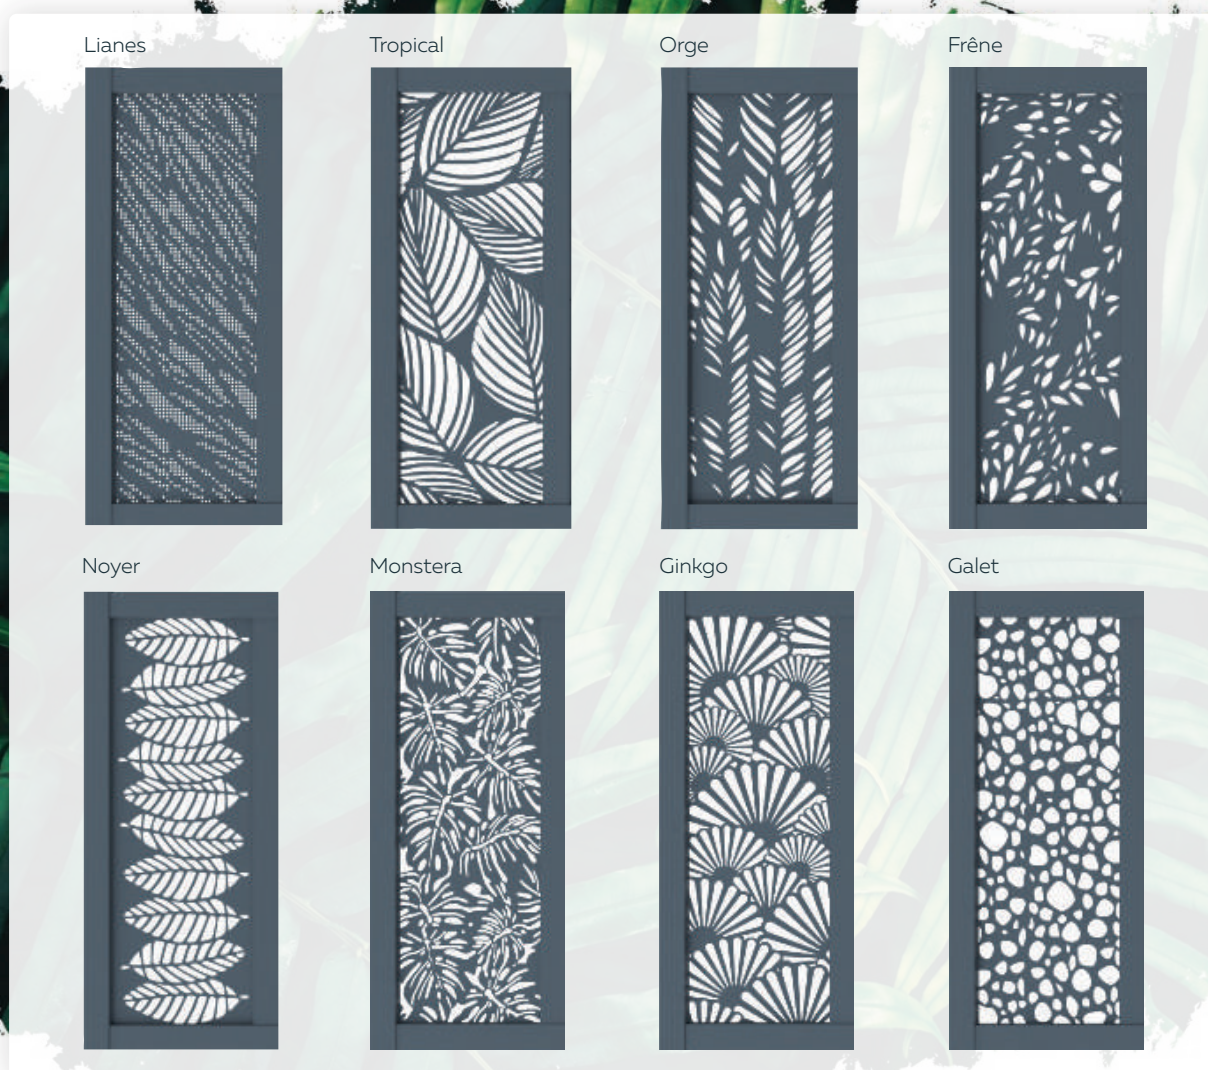 Lianes
Tropical
Orge
Frêne
Noyer
Monstera
Ginkgo
Galet